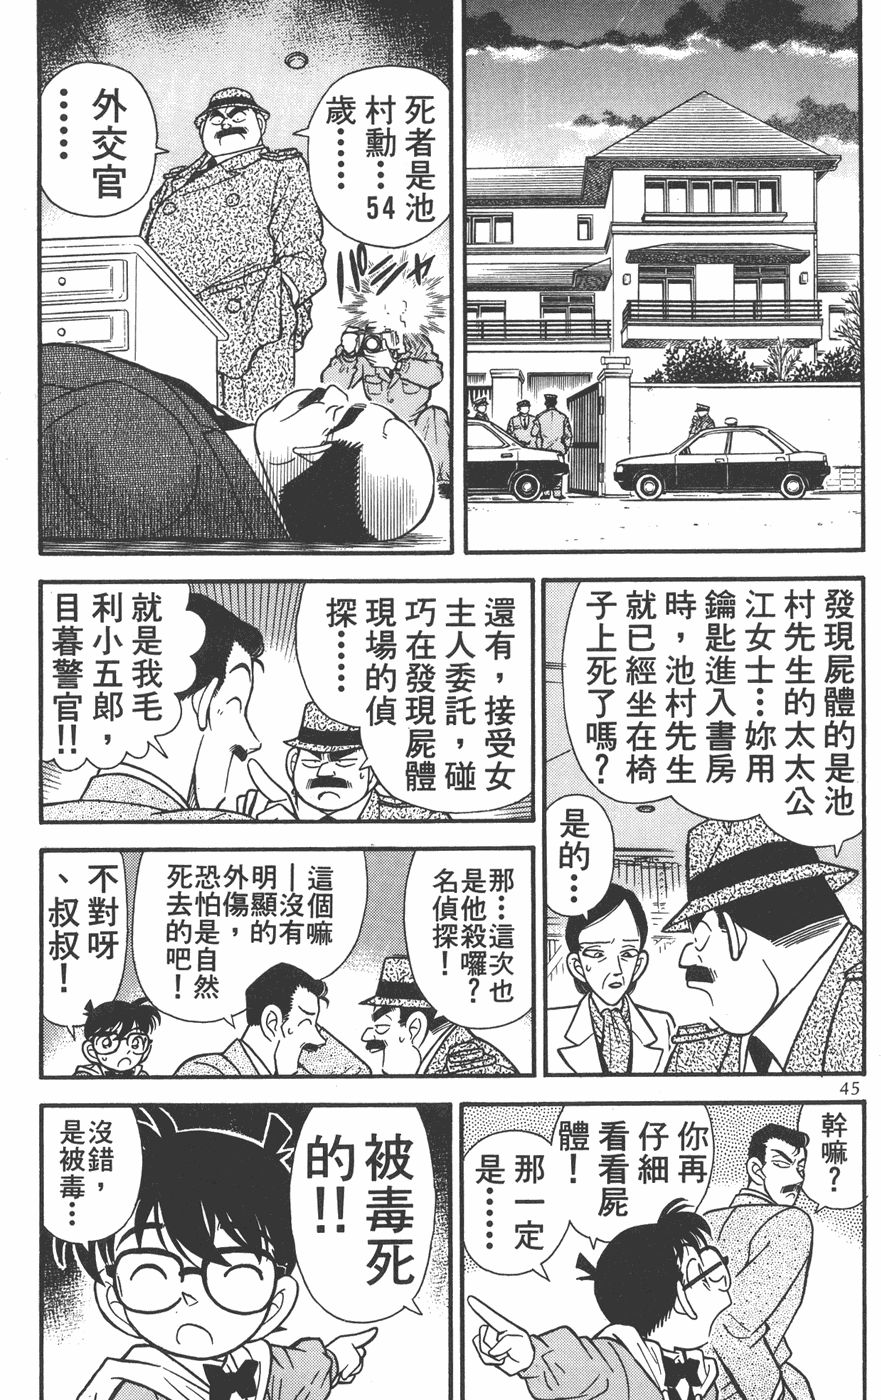 死者是池
村勳…54
歲……
外交官
……
パシャ
發現屍體的是池
村先生的太太公
江女士…妳用
鑰匙進入書房
時，池村先生
就已經坐在椅
子上死了嗎？
是的…
還有，接受女
主人委託，碰
巧在發現屍體
現場的偵
探……
就是我毛
利小五郎，
目暮警官!!
那…這次也
是他殺囉？
名偵探！
這個嘛
—沒有
明顯的
外傷，
恐怕是自然
死去的吧！
不對呀
、叔叔！
45
幹嘛？
你再
仔細
看看屍
體！
那一定
是……
被毒死
的!!
沒錯，
是被毒…